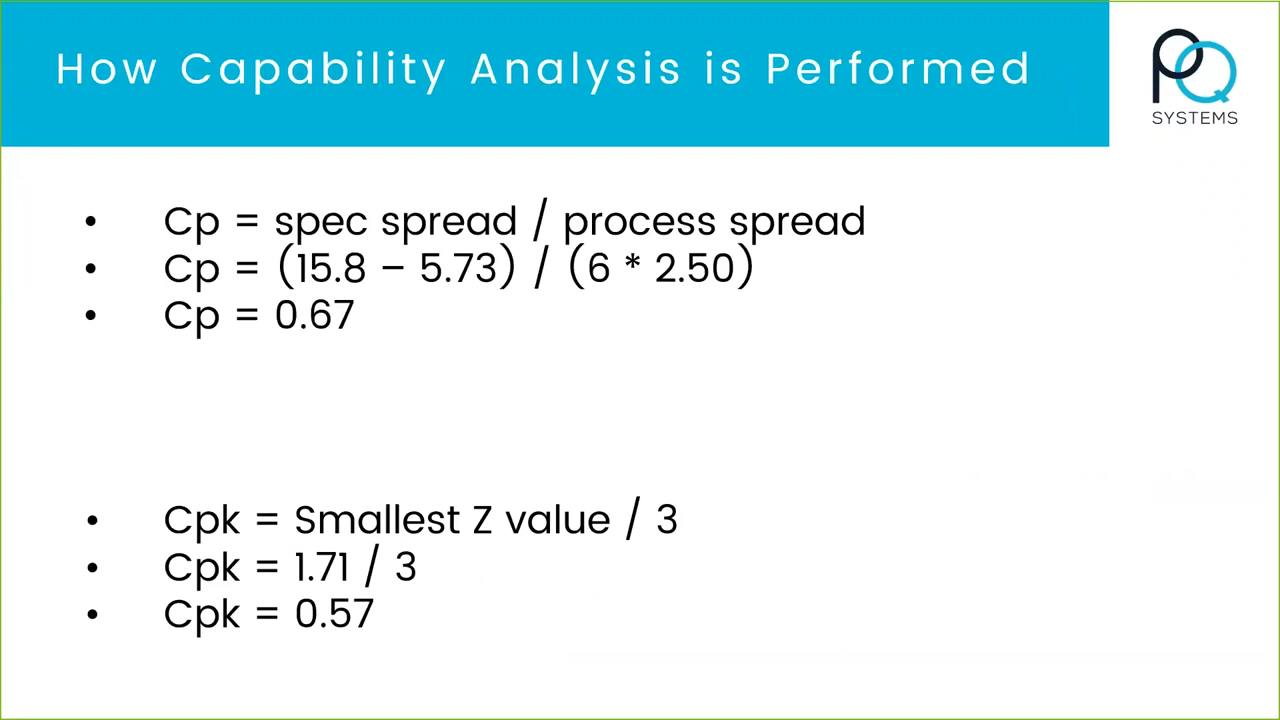 How Capability Analysis is Performed
PQ
SYSTEMS
• Cp = spec spread / process spread
• Cp = (15.8 – 5.73) / (6 * 2.50)
• Cp = 0.67
• Cpk = Smallest Z value / 3
• Cpk = 1.71 / 3
• Cpk = 0.57